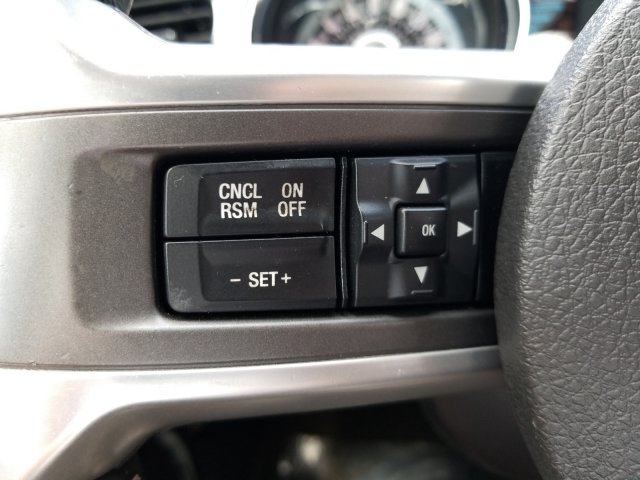 CNCL ON
RSM OFF
- SET +
OK